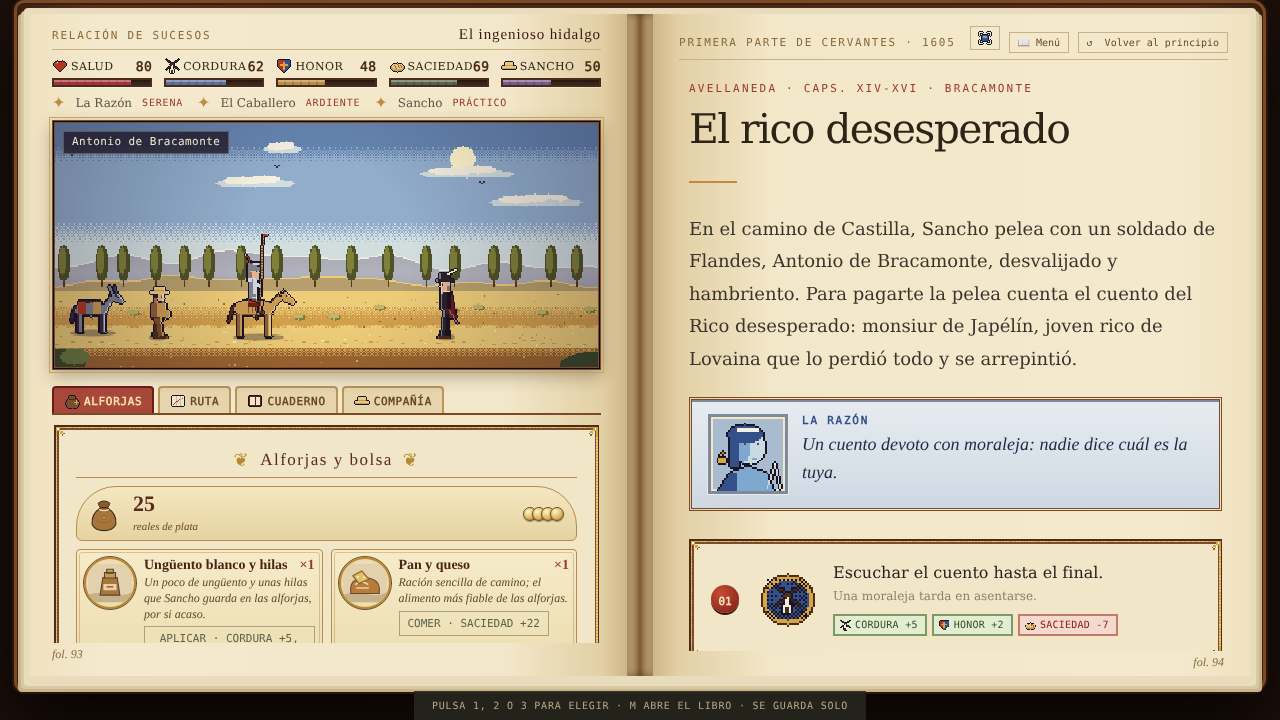 RELACIÓN DE SUCESOS
El ingenioso hidalgo
SALUD 80
CORDURA 62
HONOR 48
SACIEDAD 69
SANCHO 50
La Razón SERENA
El Caballero ARDIENTE
Sancho PRÁCTICO
Antonio de Bracamonte
ALFORJAS
RUTA
CUADERNO
COMPAÑÍA
Alforjas y bolsa
25
reales de plata
Ungüento blanco y hilas ×1
Un poco de ungüento y unas hilas
que Sancho guarda en las alforjas,
por si acaso.
APLICAR · CORDURA +5,
Pan y queso ×1
Ración sencilla de camino; el
alimento más fiable de las alforjas.
COMER · SACIEDAD +22
fol. 93
PRIMERA PARTE DE CERVANTES · 1605
Menú
Volver al principio
AVELLANEDA · CAPS. XIV-XVI · BRACAMONTE
El rico desesperado
En el camino de Castilla, Sancho pelea con un soldado de
Flandes, Antonio de Bracamonte, desvalijado y
hambriento. Para pagarte la pelea cuenta el cuento del
Rico desesperado: monsiur de Japélín, joven rico de
Lovaina que lo perdió todo y se arrepintió.
LA RAZÓN
Un cuento devoto con moraleja: nadie dice cuál es la
tuya.
01
Escuchar el cuento hasta el final.
Una moraleja tarda en asentarse.
CORDURA +5
HONOR +2
SACIEDAD -7
fol. 94
PULSA 1, 2 O 3 PARA ELEGIR · M ABRE EL LIBRO · SE GUARDA SOLO